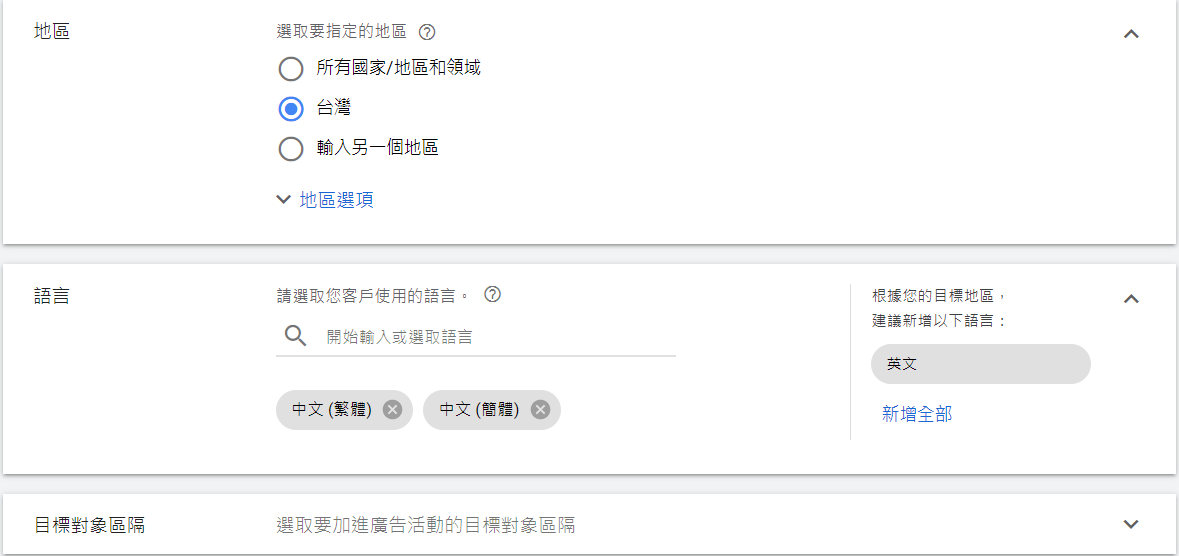 地區
選取要指定的地區
所有國家/地區和領域
台灣
輸入另一個地區
地區選項
語言
請選取您客戶使用的語言。
開始輸入或選取語言
中文 (繁體)
中文 (簡體)
根據您的目標地區，
建議新增以下語言：
英文
新增全部
目標對象區隔
選取要加進廣告活動的目標對象區隔